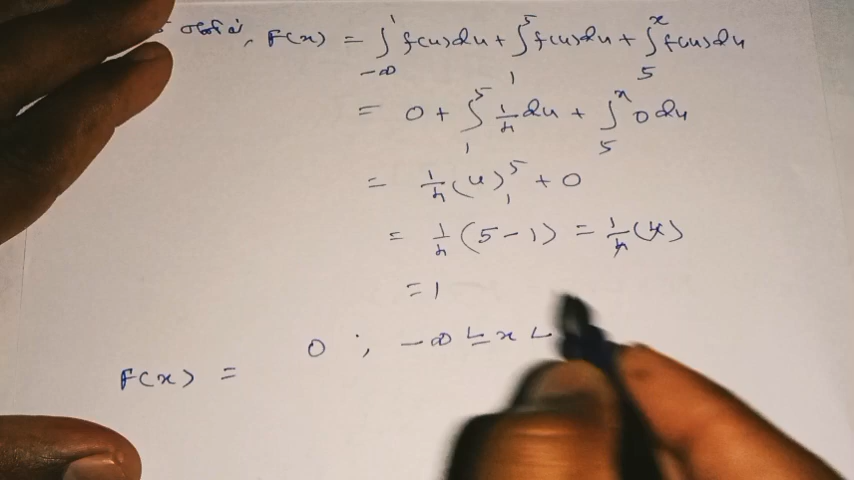 F(x) = ∫_{-∞}^{1} f(u)du + ∫_{1}^{5} f(u)du + ∫_{5}^{x} f(u)du
= 0 + ∫_{1}^{5} 1/4 du + ∫_{5}^{x} 0 du
= 1/4 (u)_{1}^{5} + 0
= 1/4 (5-1) = 1/4 (4)
= 1
0 ; -∞ ≤ x <
F(x) =